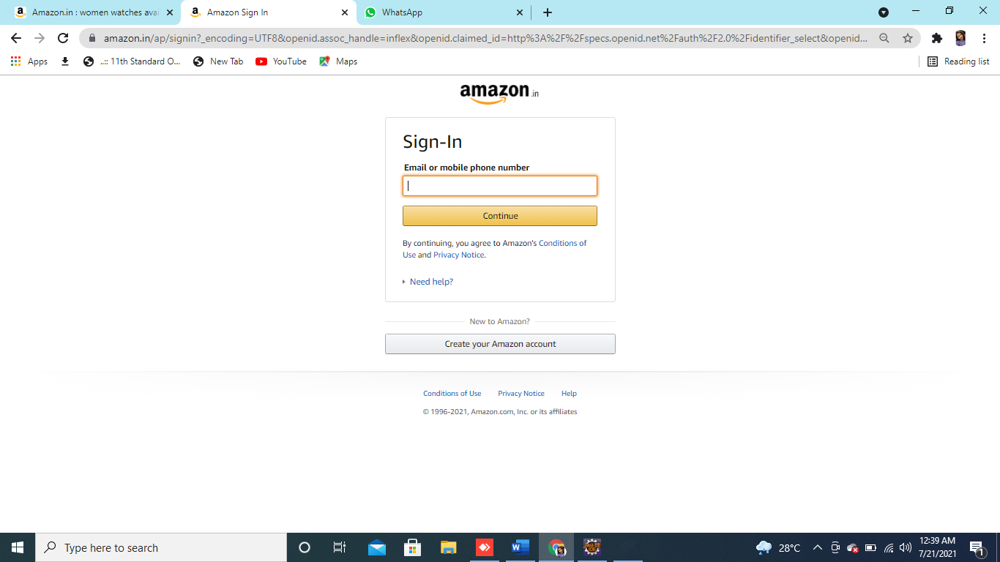 Amazon.in : women watches avai
Amazon Sign In
WhatsApp
amazon.in/ap/signin?_encoding=UTF8&openid.assoc_handle=inflex&openid.claimed_id=http%3A%2F%2Fspecs.openid.net%2Fauth%2F2.0%2Fidentifier_select&openid...
Apps
..:: 11th Standard O...
New Tab
YouTube
Maps
Reading list
amazon.in
Sign-In
Email or mobile phone number
Continue
By continuing, you agree to Amazon's Conditions of
Use and Privacy Notice.
Need help?
New to Amazon?
Create your Amazon account
Conditions of Use Privacy Notice Help
© 1996-2021, Amazon.com, Inc. or its affiliates
Type here to search
28°C
12:39 AM
7/21/2021
1